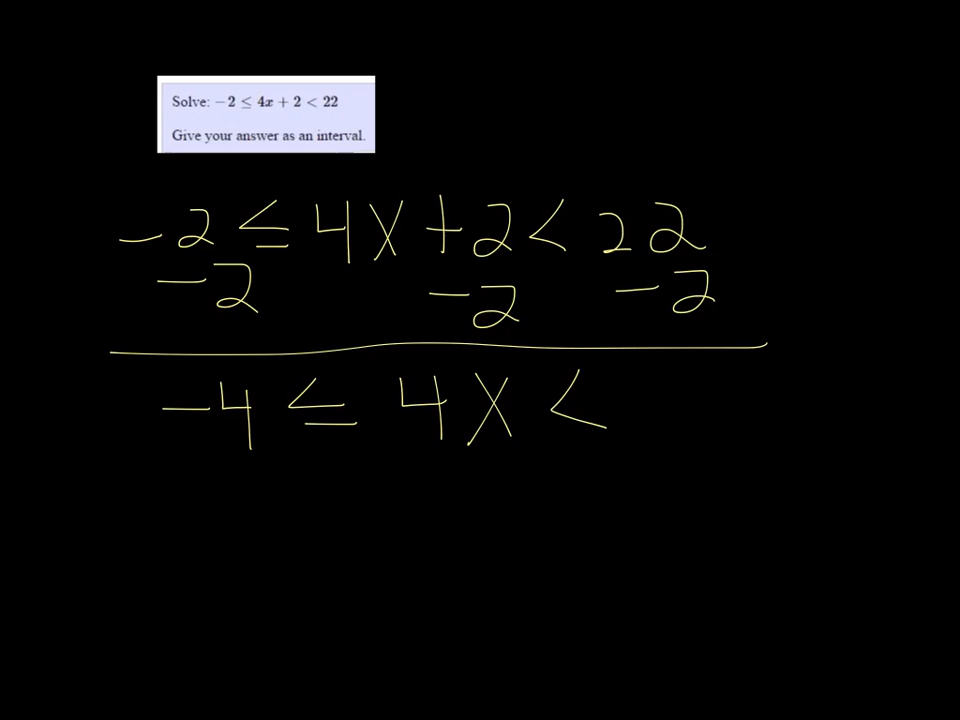 Solve: −2 ≤ 4x + 2 < 22
Give your answer as an interval.
−2 ≤ 4x + 2 < 22
−2 −2 −2
−4 ≤ 4x <